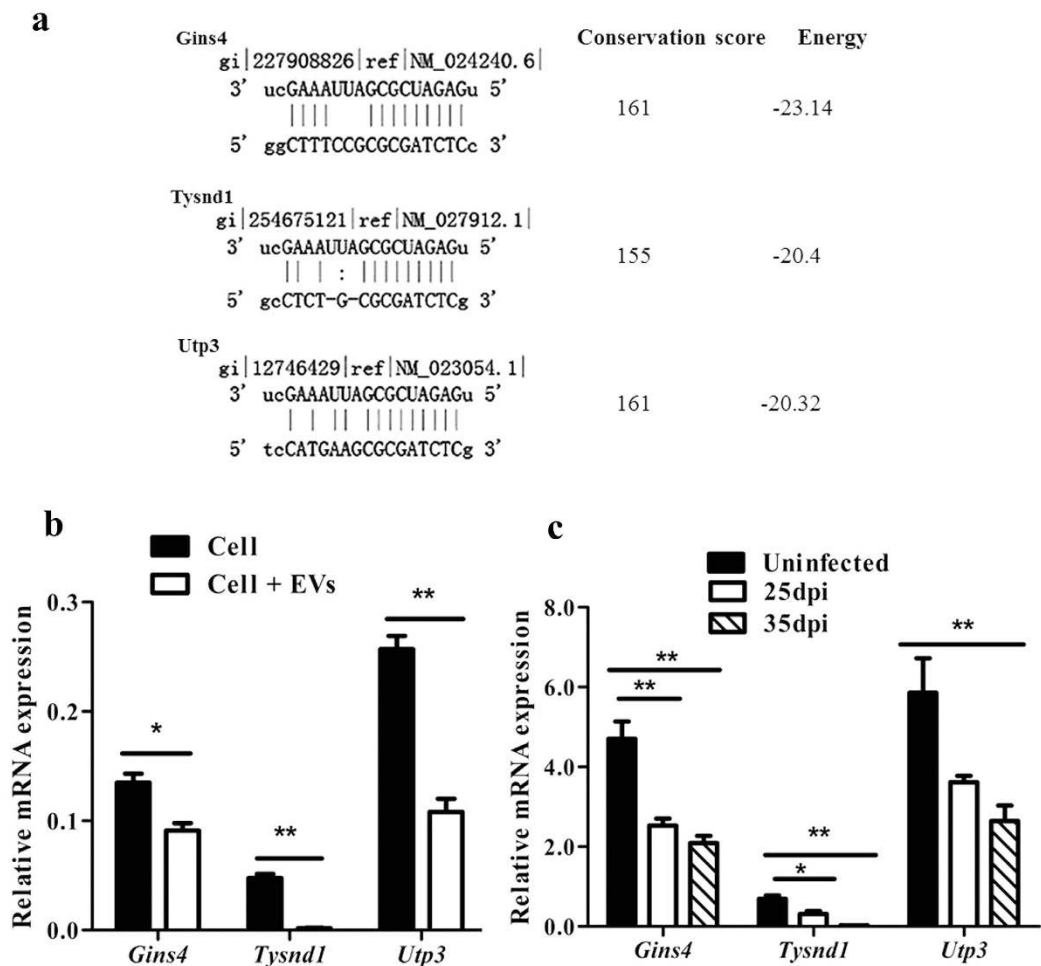 a
Gins4 Conservation score Energy
gi|227908826|ref|NM_024240.6|
3' ucGAAAUUAGCGCUAGAGu 5' 161 -23.14
5' ggCTTTCCGCGCGATCTCc 3'
Tysnd1
gi|254675121|ref|NM_027912.1|
3' ucGAAAUUAGCGCUAGAGu 5' 155 -20.4
5' gcCTCT-G-CGCGATCTCg 3'
Utp3
gi|12746429|ref|NM_023054.1|
3' ucGAAAUUAGCGCUAGAGu 5' 161 -20.32
5' tcCATGAAGCGCGATCTCg 3'
b
Cell
Cell + EVs
Relative mRNA expression
0.3
0.2
0.1
0.0
*
**
**
Gins4 Tysnd1 Utp3
c
Uninfected
25dpi
35dpi
Relative mRNA expression
8.0
6.0
4.0
2.0
0.0
**
**
**
*
**
Gins4 Tysnd1 Utp3